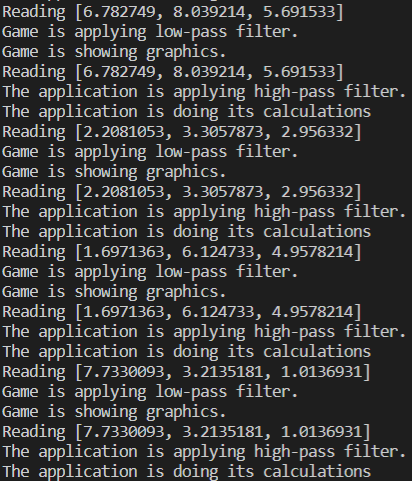 Reading [6.782749, 8.039214, 5.691533]
Game is applying low-pass filter.
Game is showing graphics.
Reading [6.782749, 8.039214, 5.691533]
The application is applying high-pass filter.
The application is doing its calculations
Reading [2.2081053, 3.3057873, 2.956332]
Game is applying low-pass filter.
Game is showing graphics.
Reading [2.2081053, 3.3057873, 2.956332]
The application is applying high-pass filter.
The application is doing its calculations
Reading [1.6971363, 6.124733, 4.9578214]
Game is applying low-pass filter.
Game is showing graphics.
Reading [1.6971363, 6.124733, 4.9578214]
The application is applying high-pass filter.
The application is doing its calculations
Reading [7.7330093, 3.2135181, 1.0136931]
Game is applying low-pass filter.
Game is showing graphics.
Reading [7.7330093, 3.2135181, 1.0136931]
The application is applying high-pass filter.
The application is doing its calculations